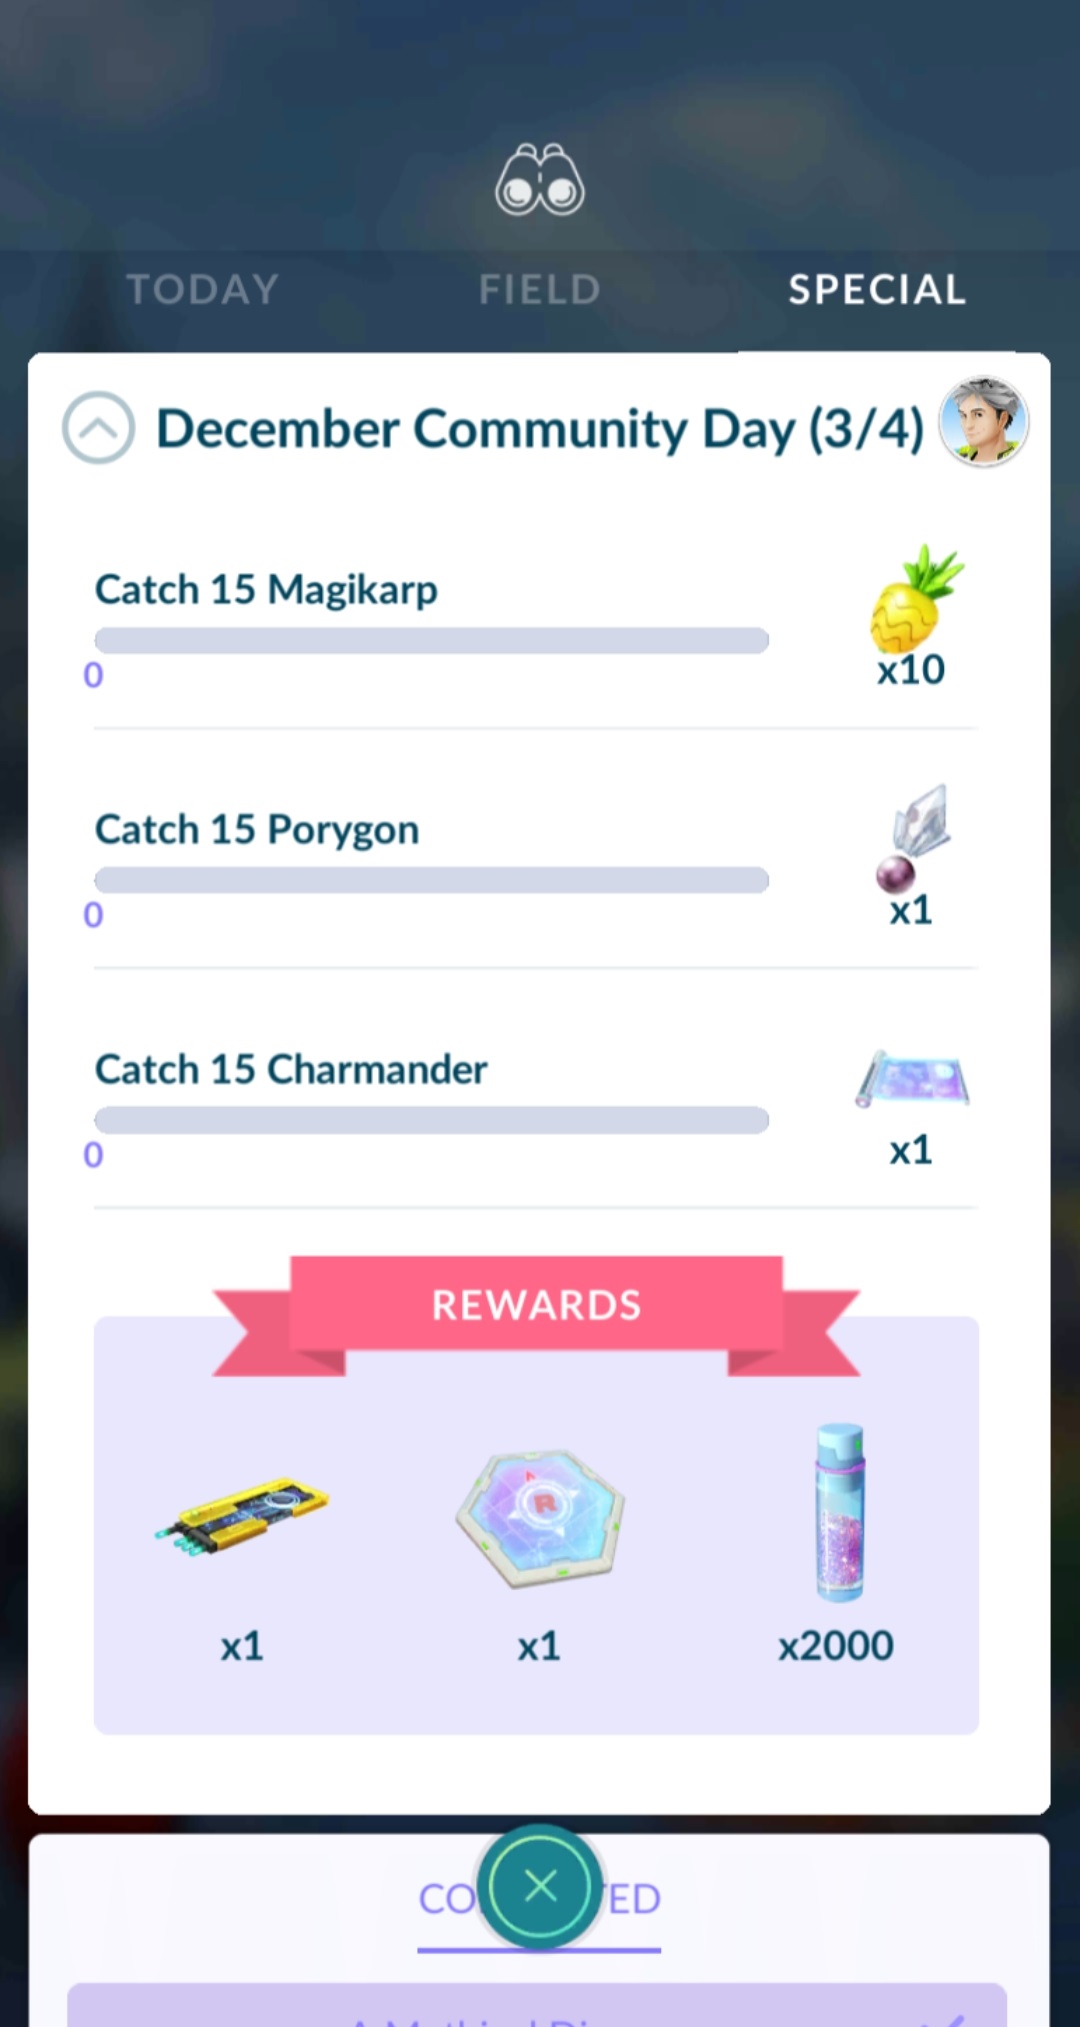 TODAY
FIELD
SPECIAL
December Community Day (3/4)
Catch 15 Magikarp
0
x10
Catch 15 Porygon
0
x1
Catch 15 Charmander
0
x1
REWARDS
R
x1
x1
x2000